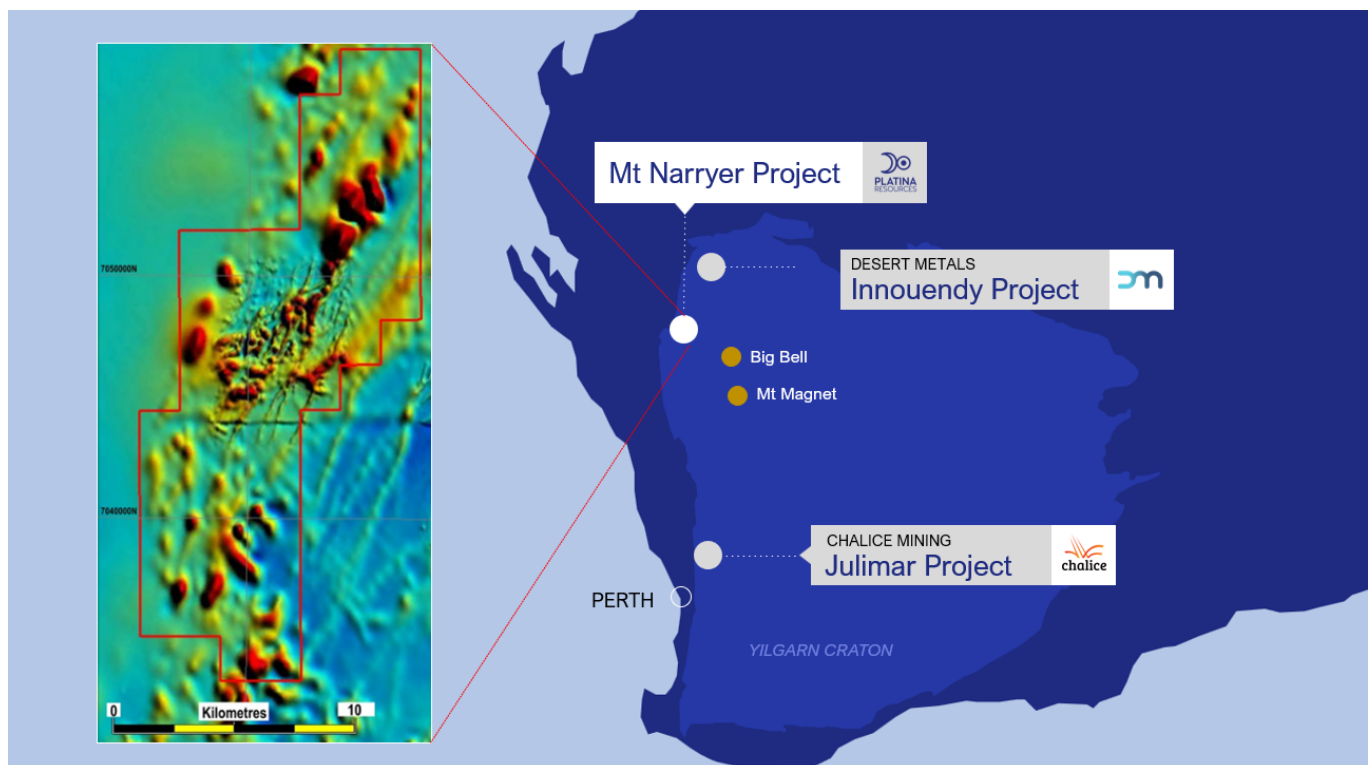 7050000N
7040000N
0 Kilometres 10
Mt Narryer Project
PLATINA
RESOURCES
DESERT METALS
Innouendy Project
Big Bell
Mt Magnet
CHALICE MINING
Julimar Project
chalice
PERTH
YILGARN CRATON